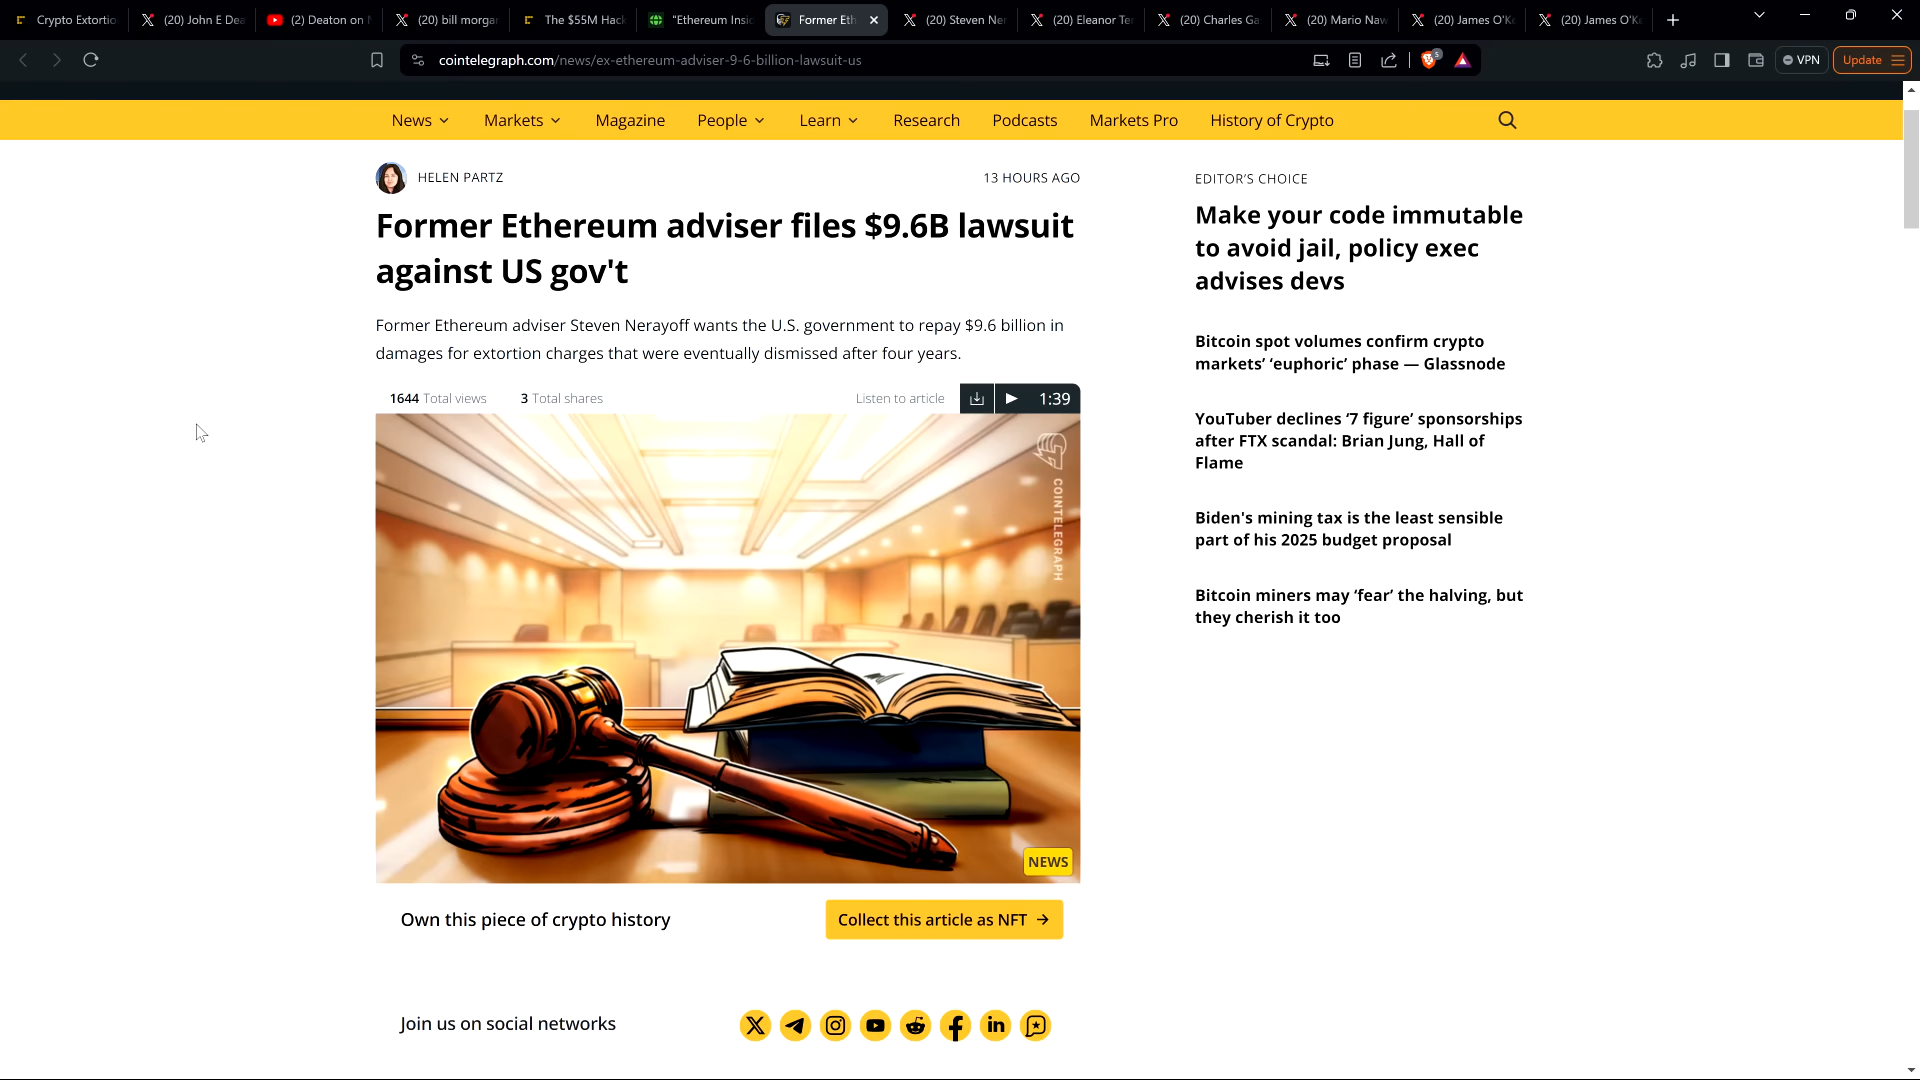 Crypto Extortio
(20) John E Dea
(2) Deaton on
(20) bill morgar
The $55M Hack
"Ethereum Insid
Former Eth
(20) Steven Ner
(20) Eleanor Ter
(20) Charles Ga
(20) Mario Naw
(20) James O'Ke
(20) James O'Ke
cointelegraph.com/news/ex-ethereum-adviser-9-6-billion-lawsuit-us
5
VPN
Update
News
Markets
Magazine
People
Learn
Research
Podcasts
Markets Pro
History of Crypto
HELEN PARTZ
13 HOURS AGO
Former Ethereum adviser files $9.6B lawsuit
against US gov't
Former Ethereum adviser Steven Nerayoff wants the U.S. government to repay $9.6 billion in
damages for extortion charges that were eventually dismissed after four years.
1644 Total views
3 Total shares
Listen to article
1:39
COINTELEGRAPH
NEWS
Own this piece of crypto history
Collect this article as NFT
Join us on social networks
EDITOR'S CHOICE
Make your code immutable
to avoid jail, policy exec
advises devs
Bitcoin spot volumes confirm crypto
markets' ‘euphoric’ phase — Glassnode
YouTuber declines ‘7 figure’ sponsorships
after FTX scandal: Brian Jung, Hall of
Flame
Biden's mining tax is the least sensible
part of his 2025 budget proposal
Bitcoin miners may ‘fear’ the halving, but
they cherish it too